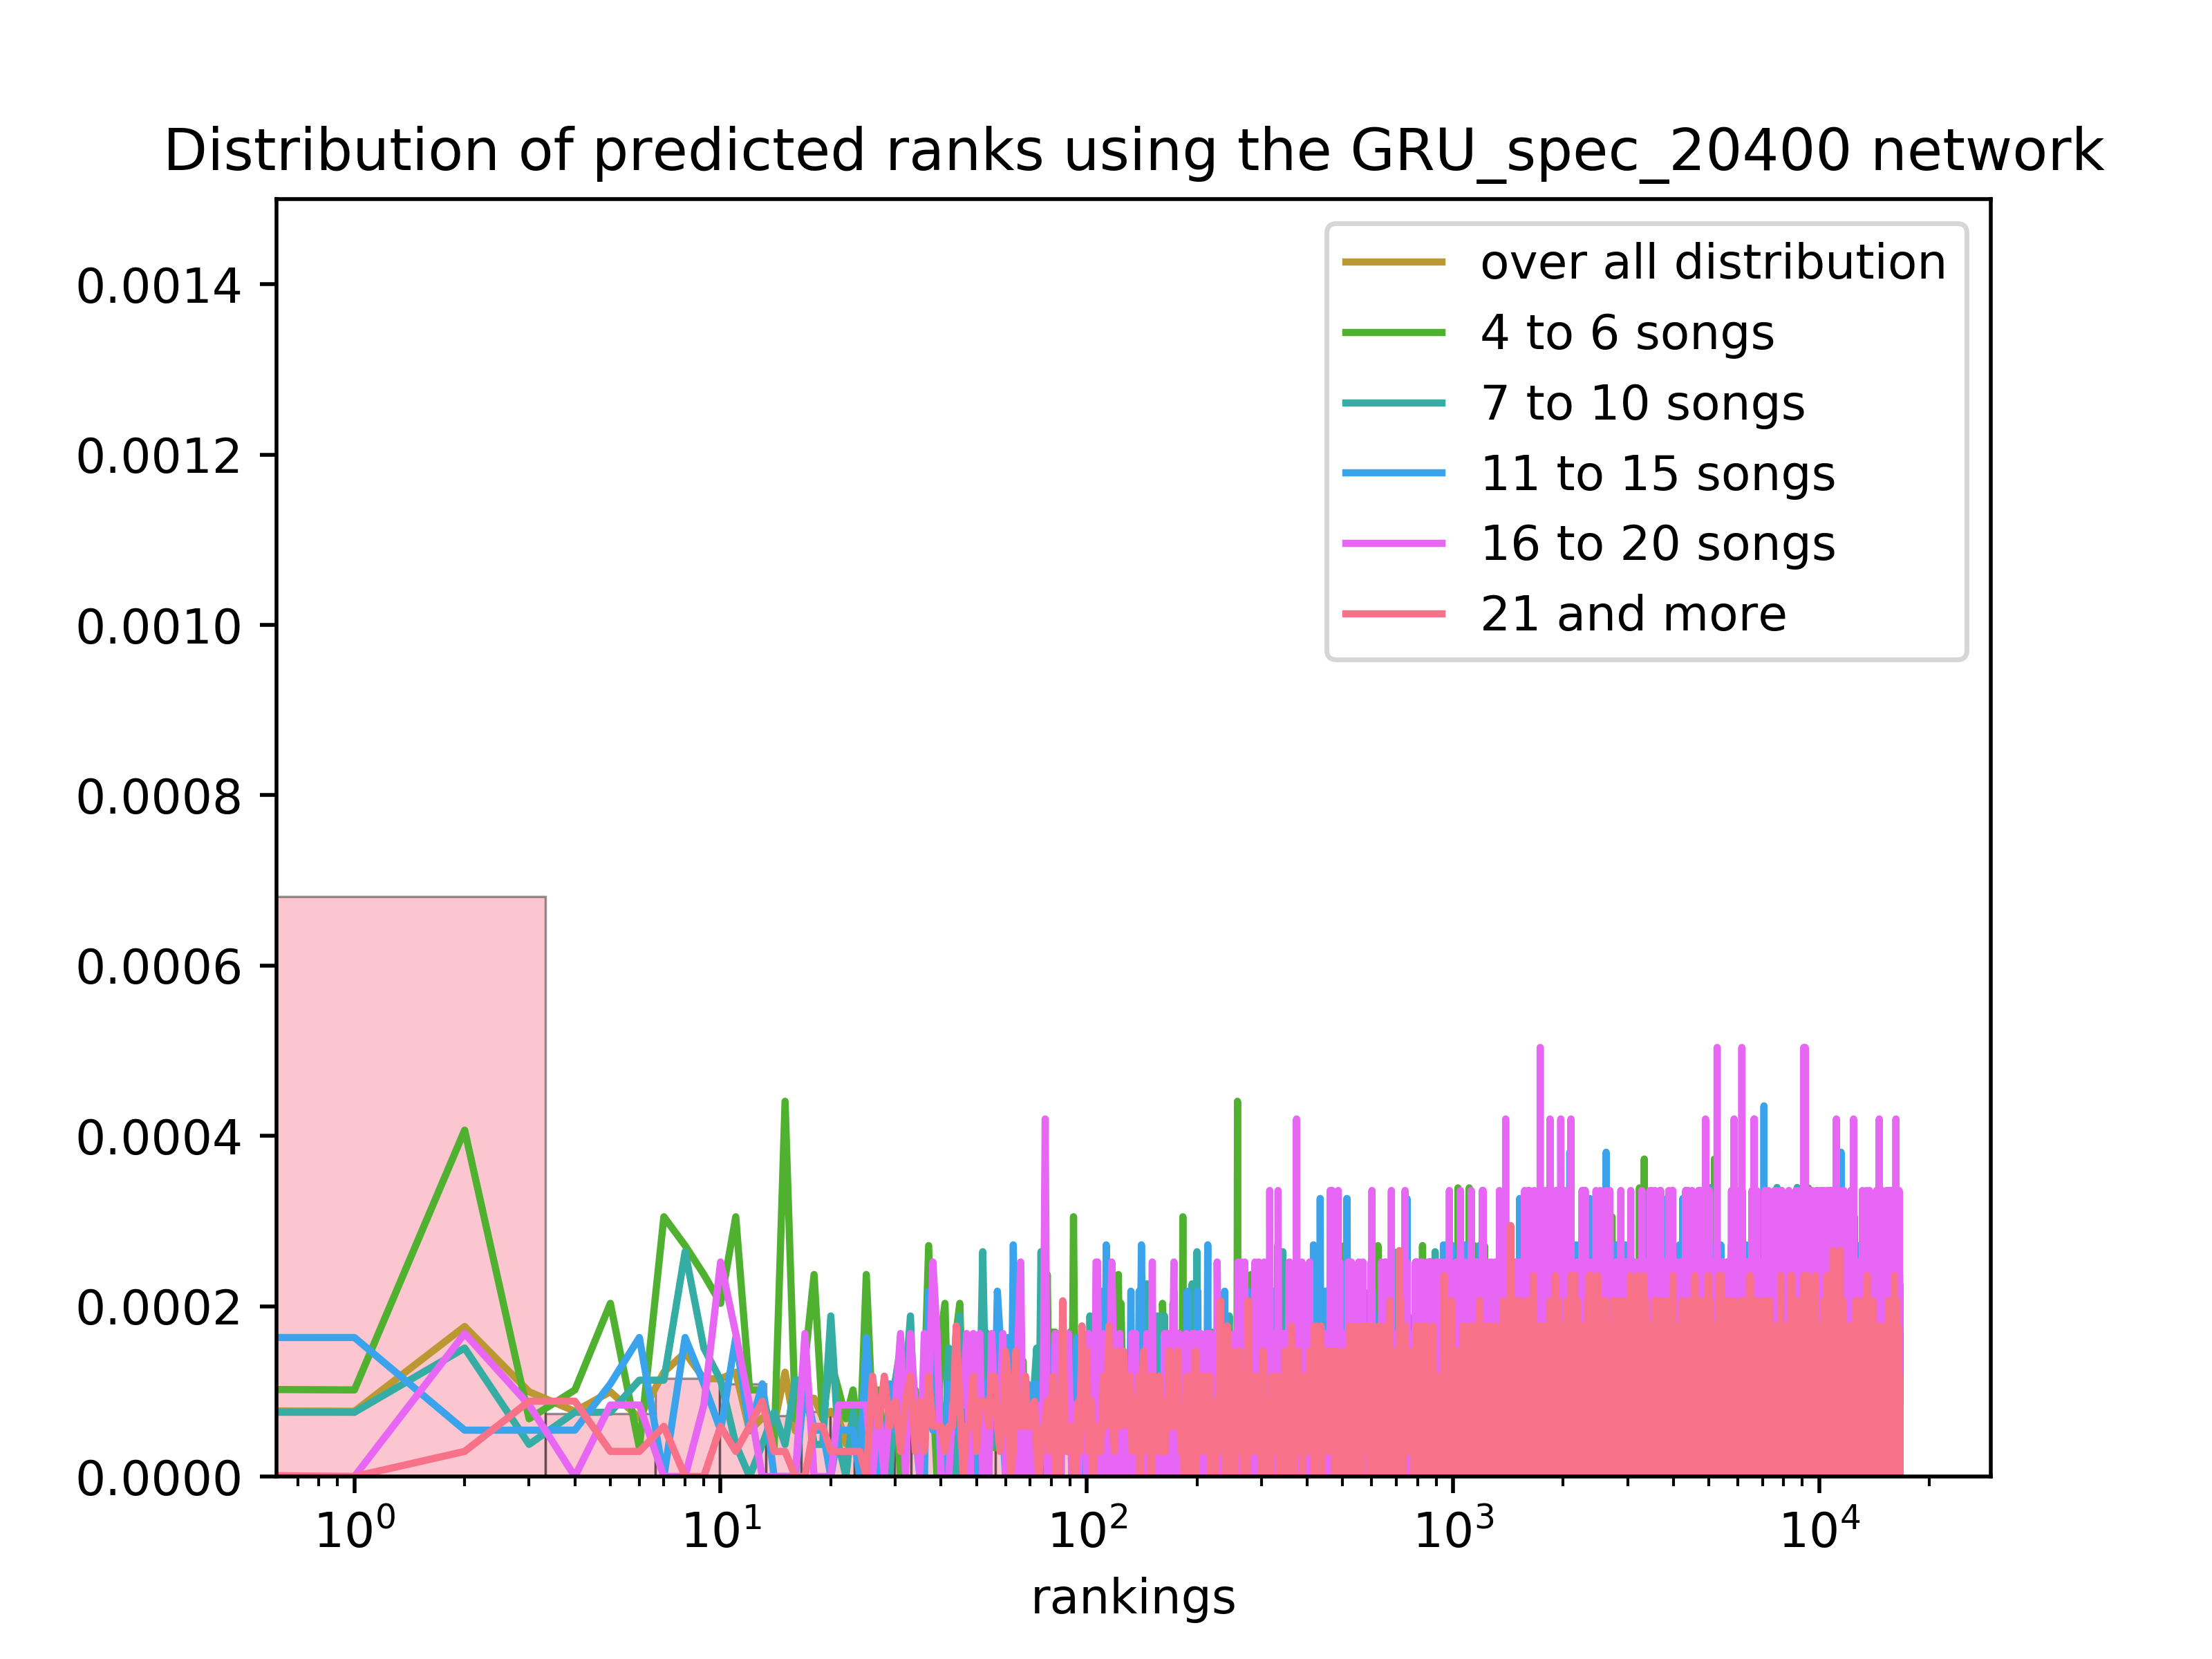 Distribution of predicted ranks using the GRU_spec_20400 network
over all distribution
4 to 6 songs
7 to 10 songs
11 to 15 songs
16 to 20 songs
21 and more
0.0014
0.0012
0.0010
0.0008
0.0006
0.0004
0.0002
0.0000
10⁰ 10¹ 10² 10³ 10⁴
rankings